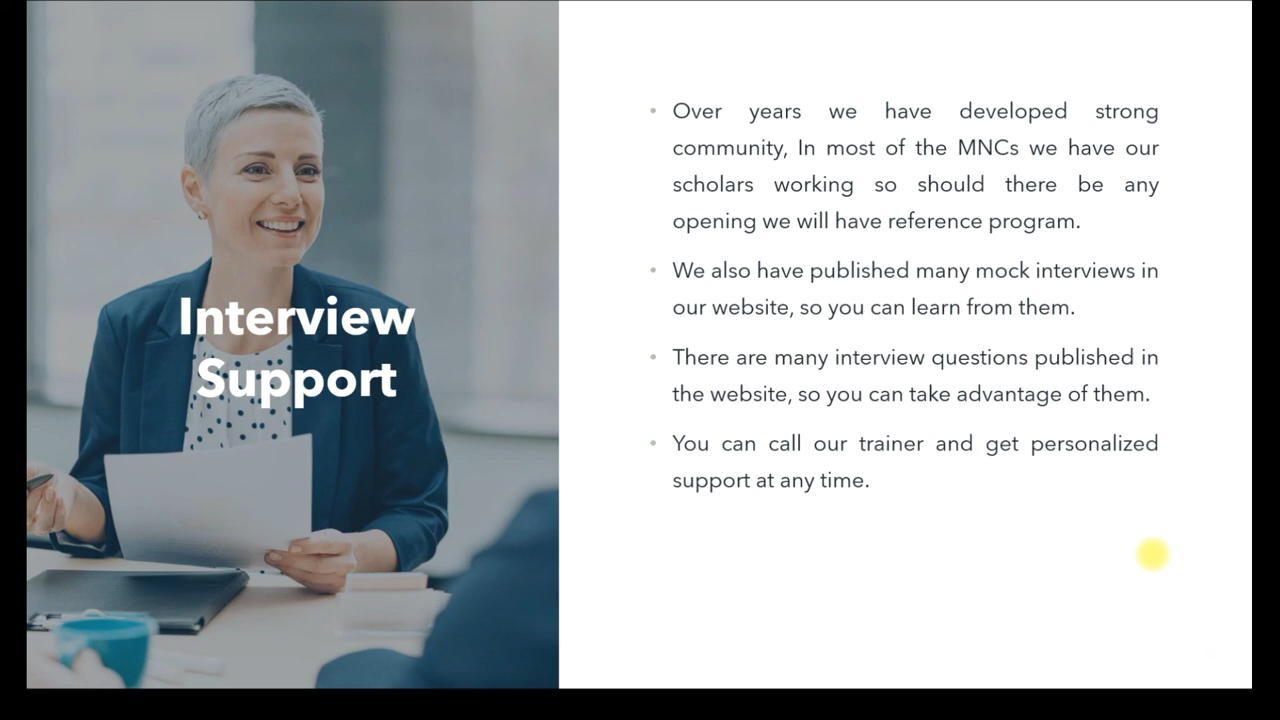 Interview
Support
Over years we have developed strong
community, In most of the MNCs we have our
scholars working so should there be any
opening we will have reference program.
We also have published many mock interviews in
our website, so you can learn from them.
There are many interview questions published in
the website, so you can take advantage of them.
You can call our trainer and get personalized
support at any time.